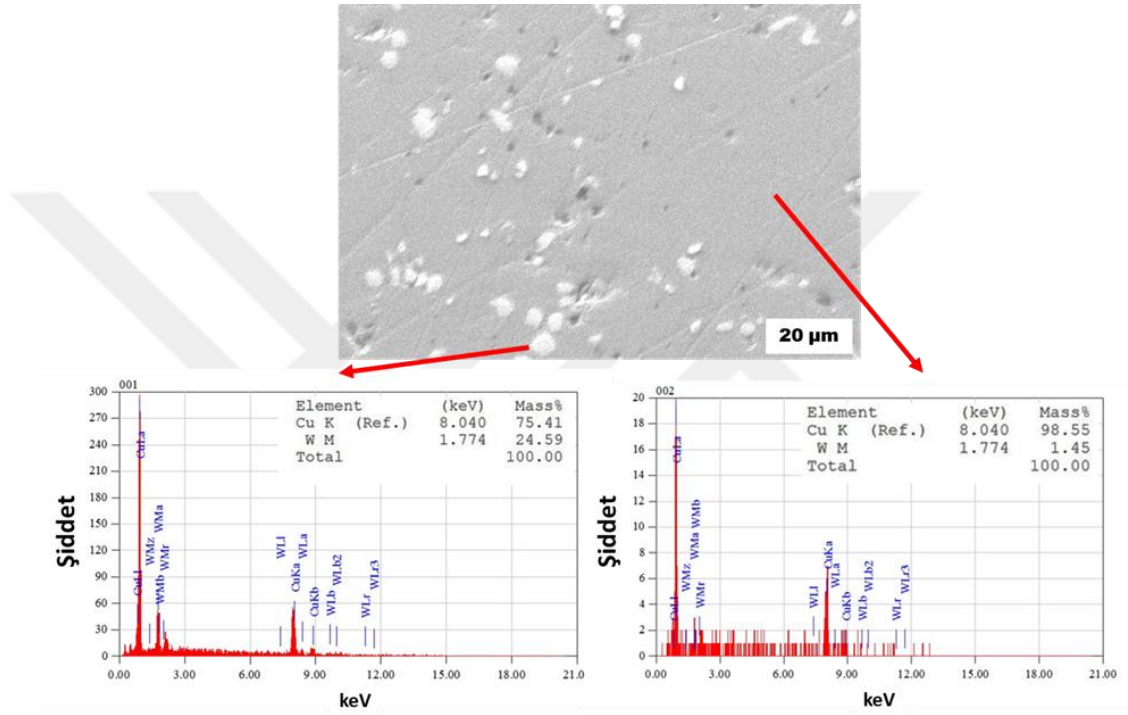 20 µm
001
Element (keV) Mass%
Cu K (Ref.) 8.040 75.41
W M 1.774 24.59
Total 100.00
300
270
240
210
180
150
120
90
60
30
0
Şiddet
CuLl
CuLa
WMz
WMa
WMb
WMr
WLl
CuKa
WLa
CuKb
WLb
WLb2
WLr
WLr3
0.00 3.00 6.00 9.00 12.00 15.00 18.00 21.0
keV
002
Element (keV) Mass%
Cu K (Ref.) 8.040 98.55
W M 1.774 1.45
Total 100.00
20
18
16
14
12
10
8
6
4
2
0
Şiddet
CuLl
CuLa
WMz
WMa
WMb
WMr
WLl
CuKa
WLa
CuKb
WLb
WLb2
WLr
WLr3
0.00 3.00 6.00 9.00 12.00 15.00 18.00 21.0
keV